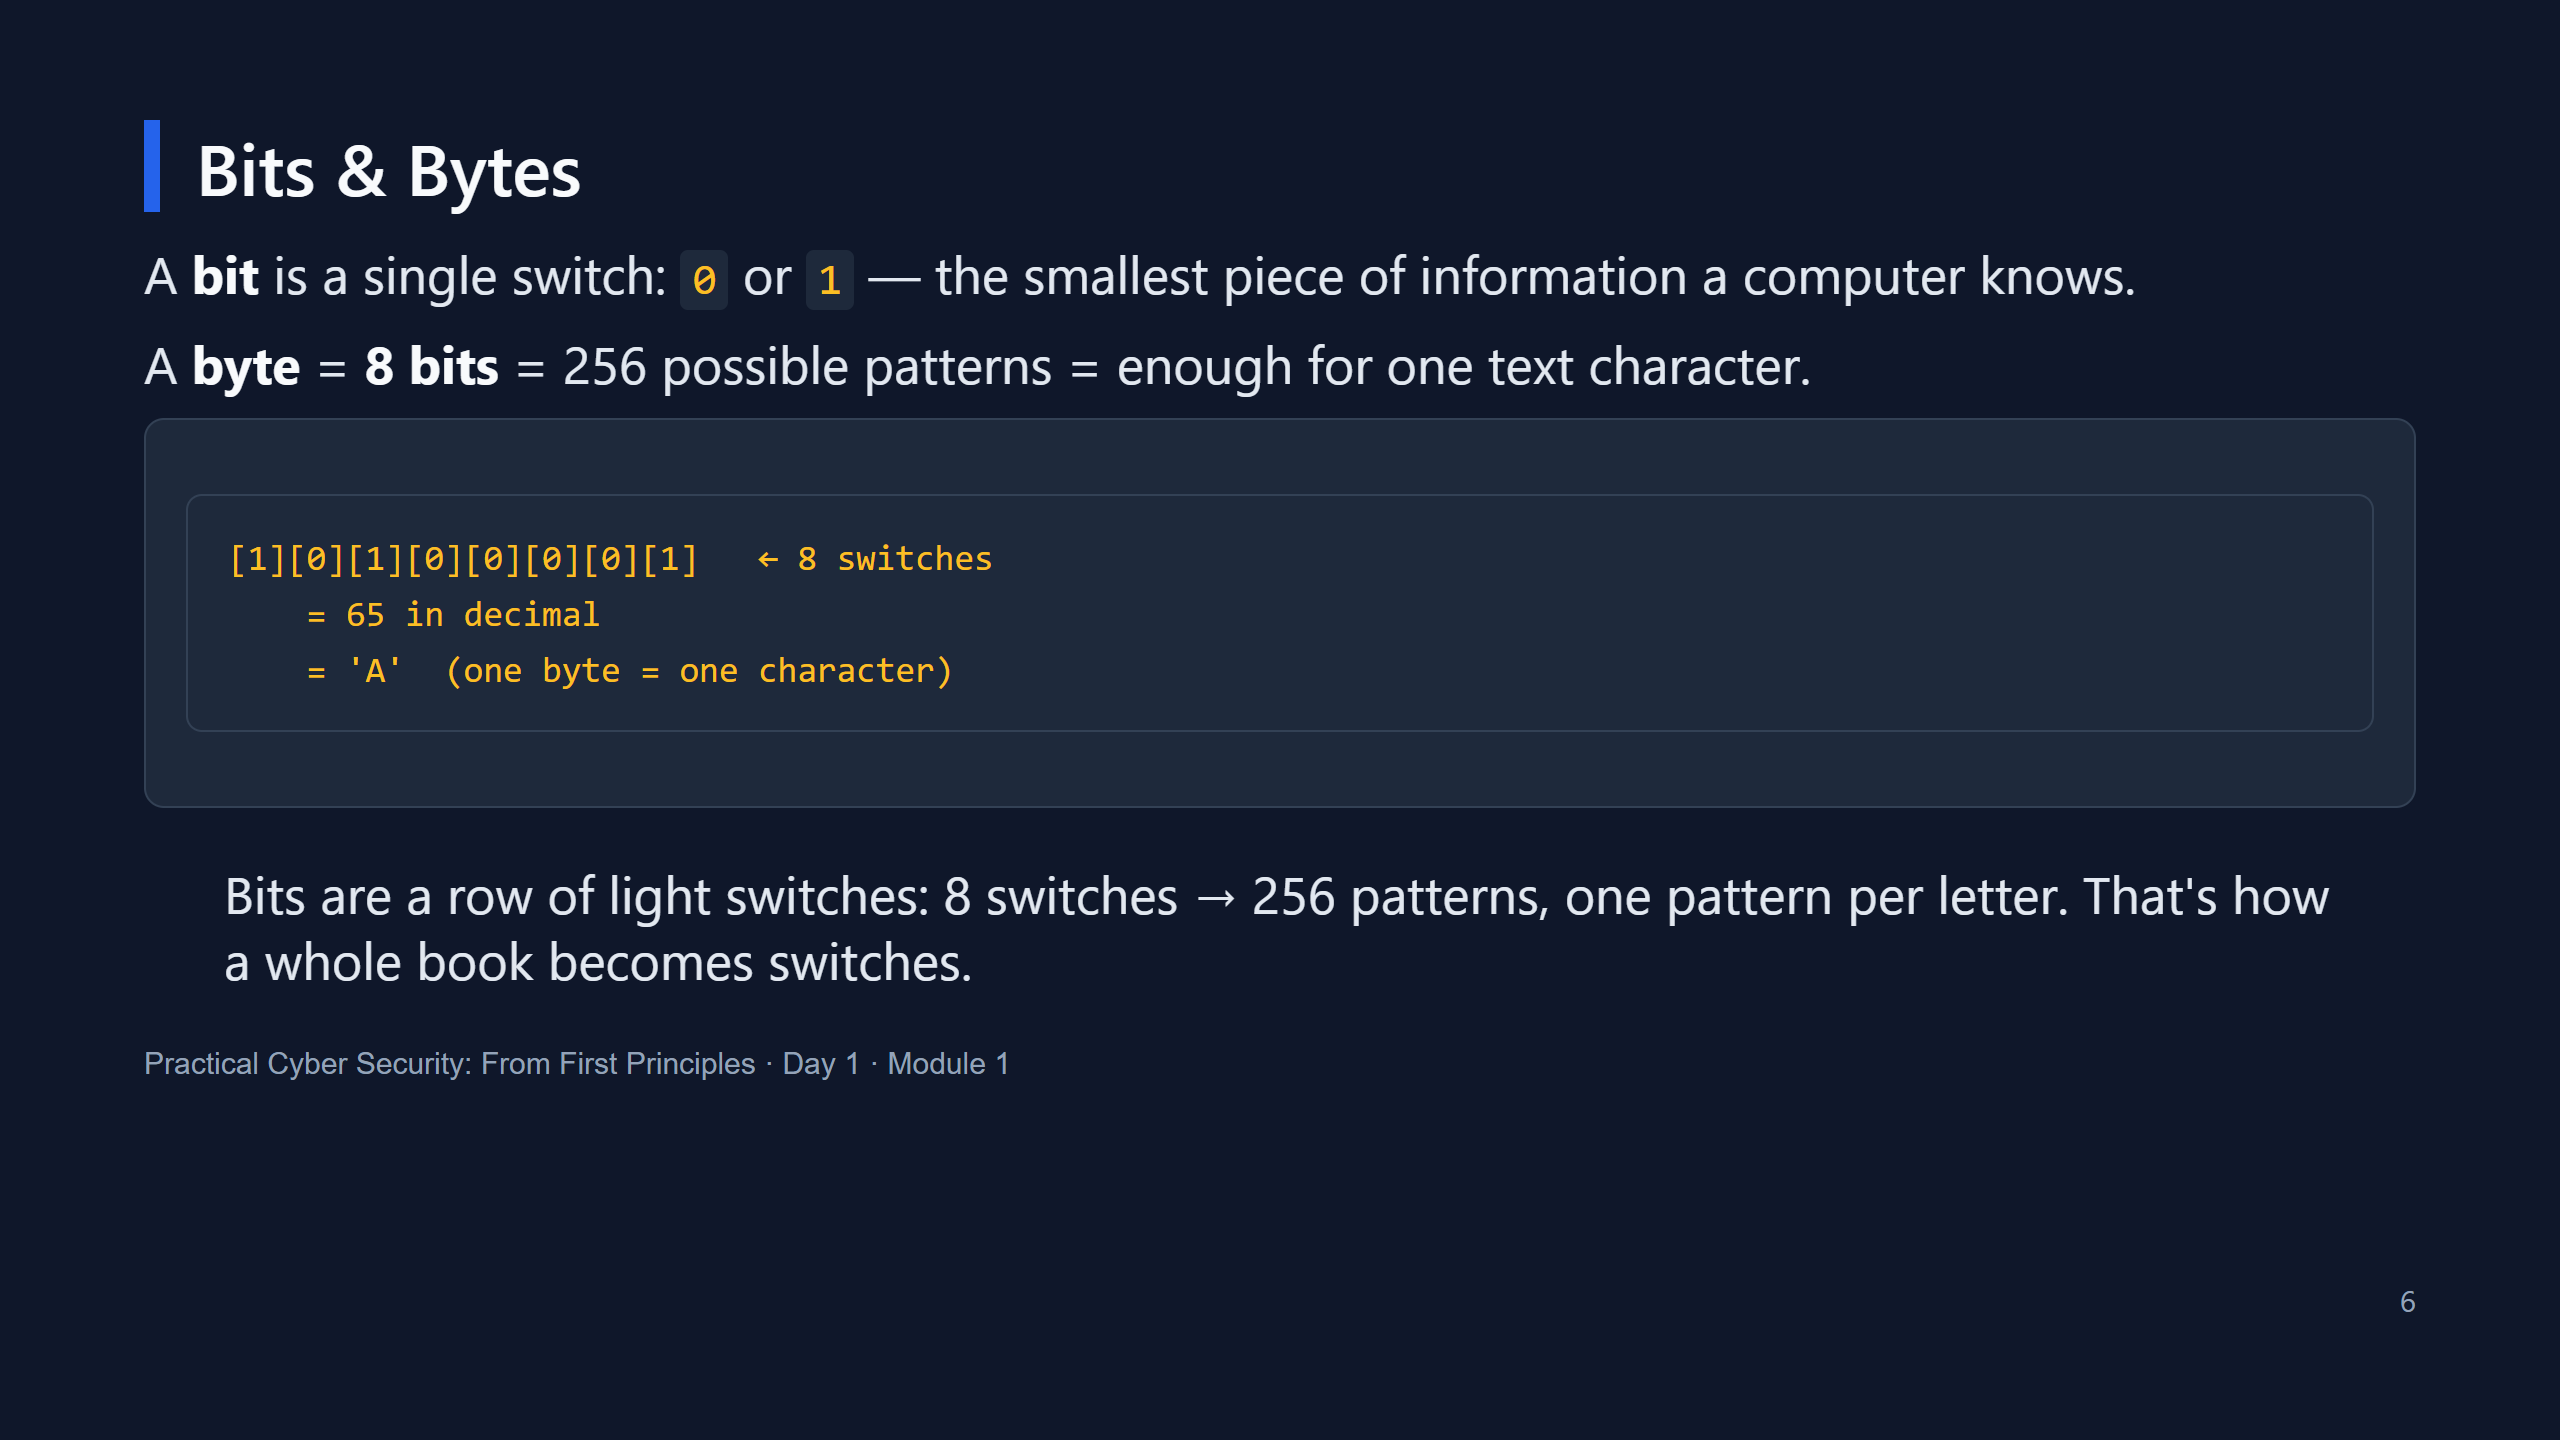 Bits & Bytes
A bit is a single switch: 0 or 1 — the smallest piece of information a computer knows.
A byte = 8 bits = 256 possible patterns = enough for one text character.
[1][0][1][0][0][0][0][1]   ← 8 switches
    = 65 in decimal
    = 'A'  (one byte = one character)
Bits are a row of light switches: 8 switches → 256 patterns, one pattern per letter. That's how
a whole book becomes switches.
Practical Cyber Security: From First Principles · Day 1 · Module 1
6